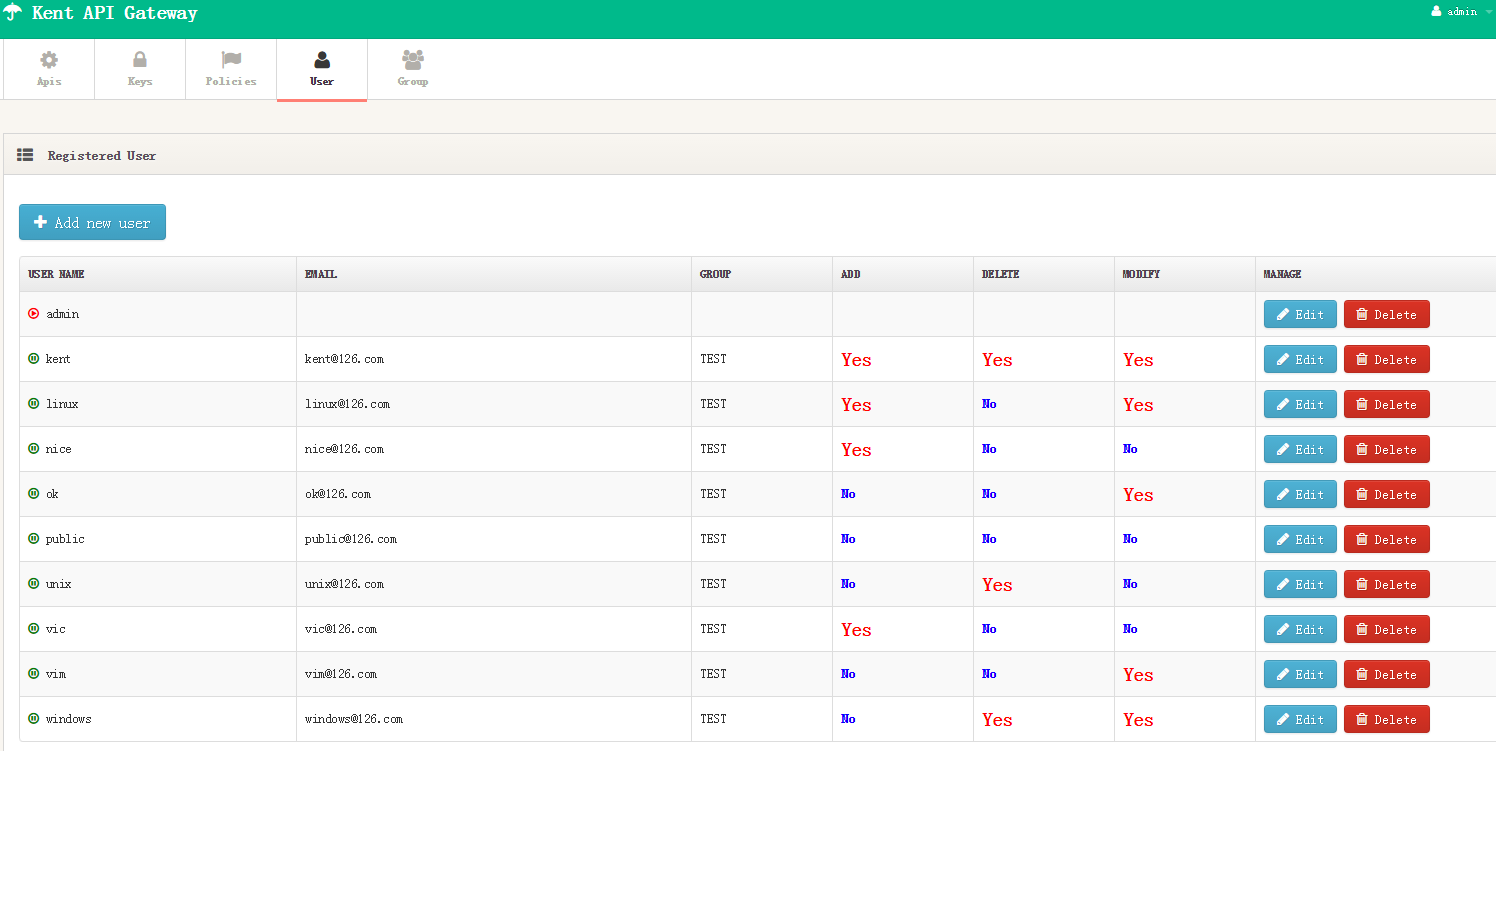 Kent API Gateway
admin
Apis
Keys
Policies
User
Group
Registered User
Add new user
USER NAME EMAIL GROUP ADD DELETE MODIFY MANAGE
admin Edit Delete
kent kent@126.com TEST Yes Yes Yes Edit Delete
linux linux@126.com TEST Yes No Yes Edit Delete
nice nice@126.com TEST Yes No No Edit Delete
ok ok@126.com TEST No No Yes Edit Delete
public public@126.com TEST No No No Edit Delete
unix unix@126.com TEST No Yes No Edit Delete
vic vic@126.com TEST Yes No No Edit Delete
vim vim@126.com TEST No No Yes Edit Delete
windows windows@126.com TEST No Yes Yes Edit Delete